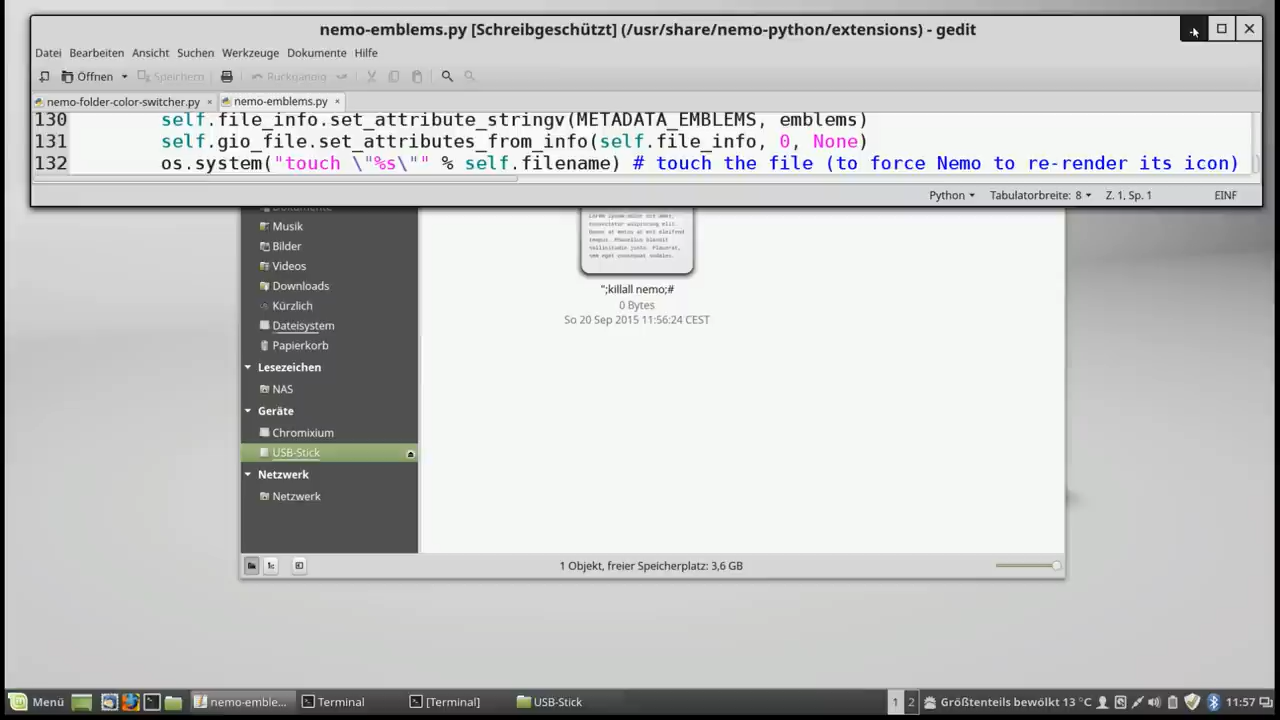 nemo-emblems.py [Schreibgeschützt] (/usr/share/nemo-python/extensions) - gedit
Datei Bearbeiten Ansicht Suchen Werkzeuge Dokumente Hilfe
Öffnen Speichern Rückgängig
nemo-folder-color-switcher.py × nemo-emblems.py ×
130 self.file_info.set_attribute_stringv(METADATA_EMBLEMS, emblems)
131 self.gio_file.set_attributes_from_info(self.file_info, 0, None)
132 os.system("touch \"%s\"" % self.filename) # touch the file (to force Nemo to re-render its icon)
Python Tabulatorbreite: 8 Z. 1, Sp. 1 EINF
Dokumente
Musik
Bilder
Videos
Downloads
Kürzlich
Dateisystem
Papierkorb
Lesezeichen
NAS
Geräte
Chromixium
USB-Stick
Netzwerk
Netzwerk
";killall nemo;#
0 Bytes
So 20 Sep 2015 11:56:24 CEST
1 Objekt, freier Speicherplatz: 3,6 GB
Menü nemo-emble... Terminal [Terminal] USB-Stick 1 2 Größtenteils bewölkt 13 °C 11:57